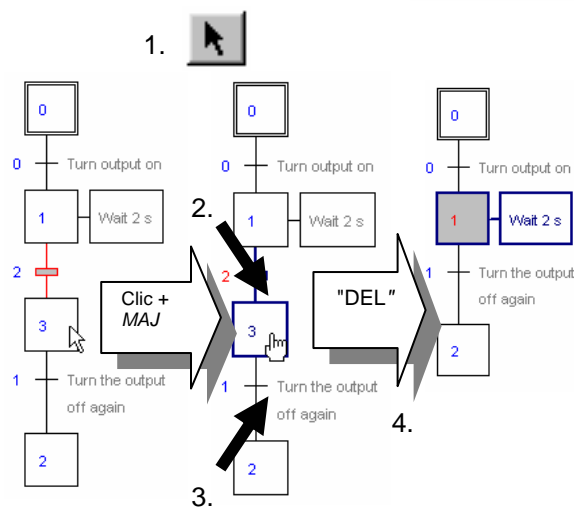 1.
0
0 Turn output on
1 Wait 2 s
2
3
1 Turn the output
off again
2
Clic +
MAJ
0
0 Turn output on
2.
1 Wait 2 s
2
3
1 Turn the output
off again
2
3.
"DEL"
0
0 Turn output on
1 Wait 2 s
1 Turn the output
off again
2
4.